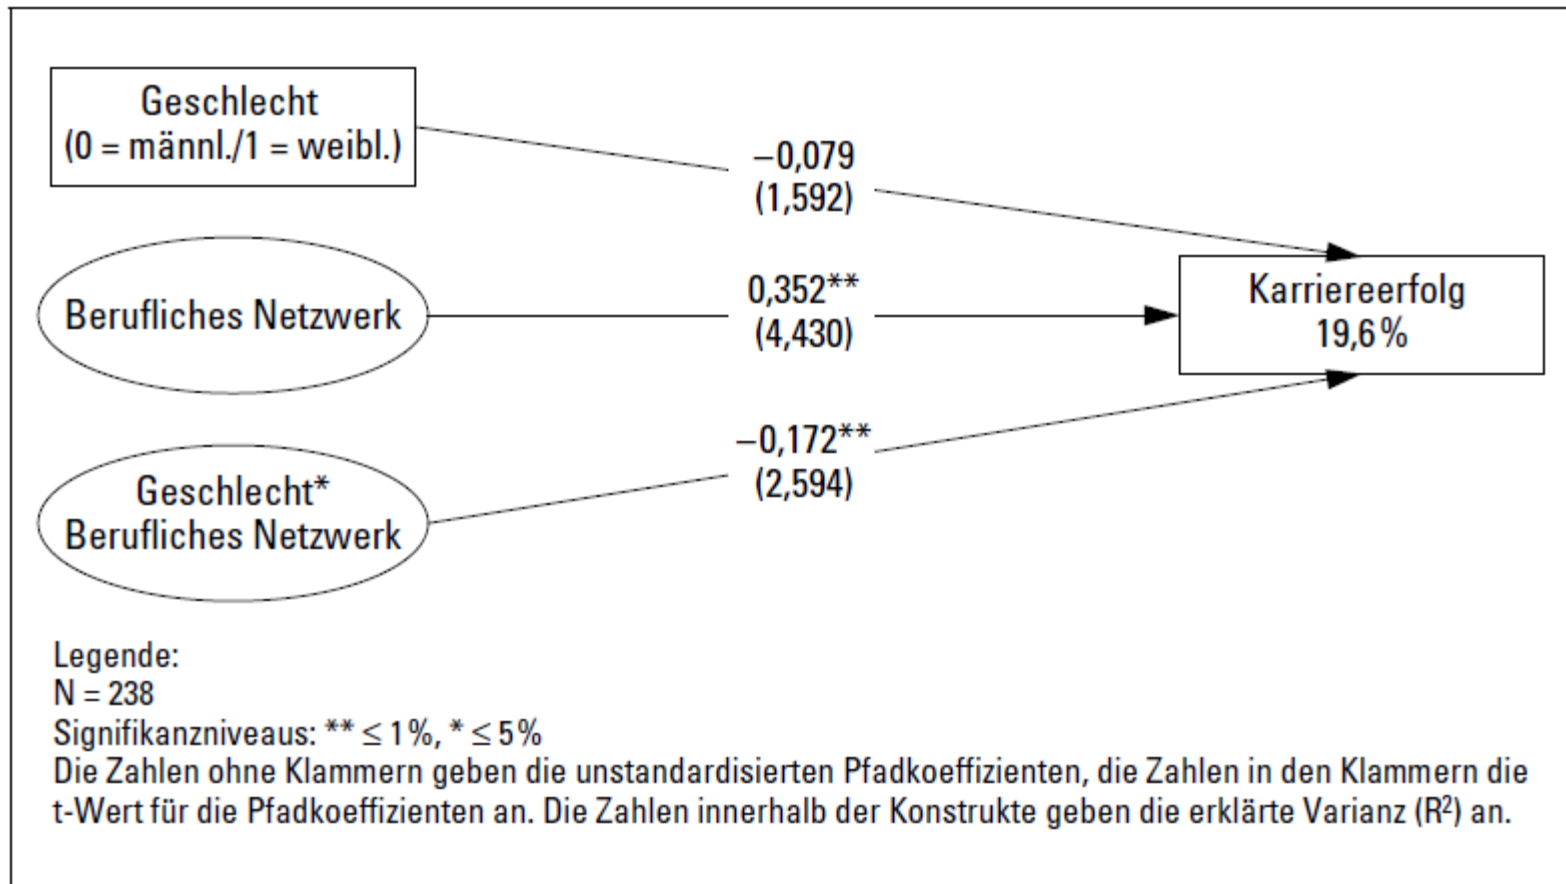 Geschlecht
(0 = männl./1 = weibl.)
–0,079
(1,592)
Berufliches Netzwerk
0,352**
(4,430)
Karriereerfolg
19,6 %
Geschlecht*
Berufliches Netzwerk
–0,172**
(2,594)
Legende:
N = 238
Signifikanzniveaus: ** ≤ 1 %, * ≤ 5 %
Die Zahlen ohne Klammern geben die unstandardisierten Pfadkoeffizienten, die Zahlen in den Klammern die
t-Wert für die Pfadkoeffizienten an. Die Zahlen innerhalb der Konstrukte geben die erklärte Varianz (R²) an.